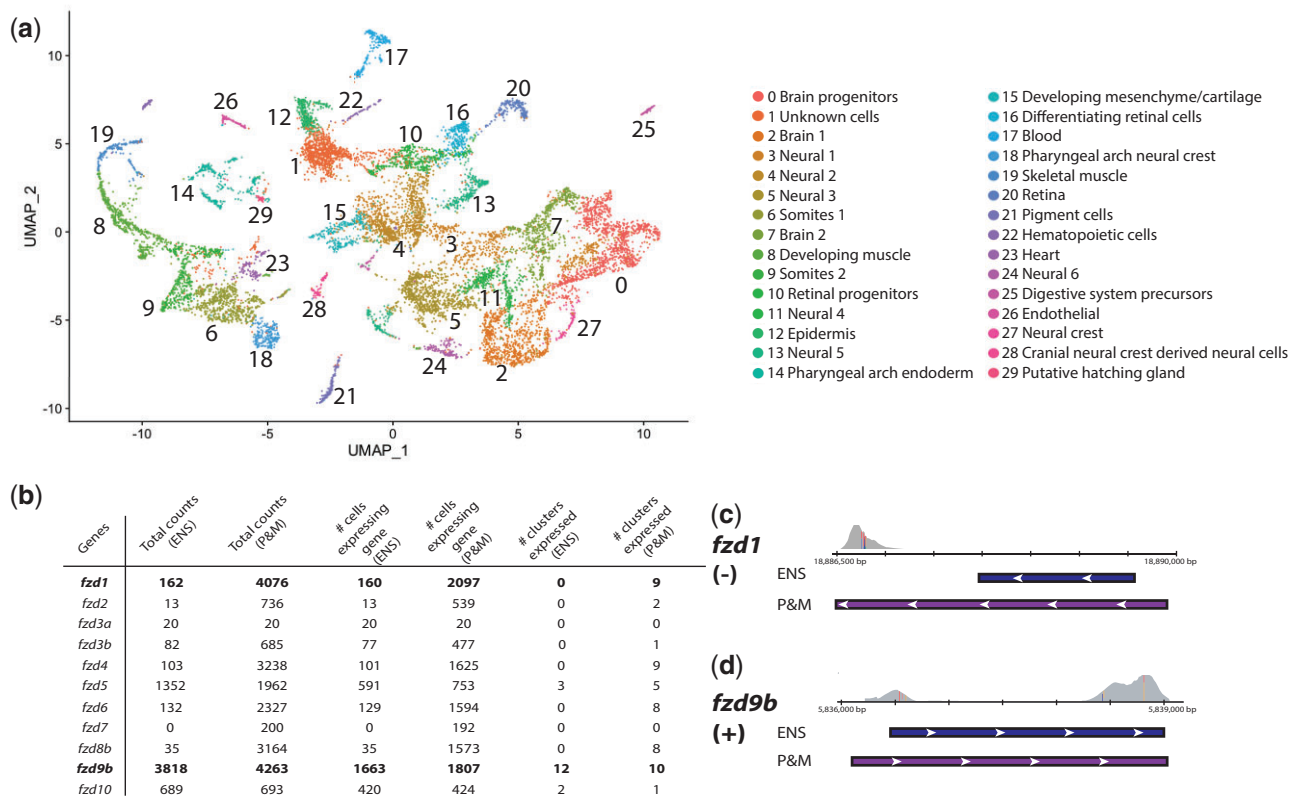 (a)
UMAP_2
10
5
0
-5
-10
-10
-5
0
5
10
UMAP_1
17
20
22
26
25
12
16
10
19
1
14
13
29
15
8
7
4
3
23
0
28
11
9
5
6
27
18
24
2
21
0 Brain progenitors
1 Unknown cells
2 Brain 1
3 Neural 1
4 Neural 2
5 Neural 3
6 Somites 1
7 Brain 2
8 Developing muscle
9 Somites 2
10 Retinal progenitors
11 Neural 4
12 Epidermis
13 Neural 5
14 Pharyngeal arch endoderm
15 Developing mesenchyme/cartilage
16 Differentiating retinal cells
17 Blood
18 Pharyngeal arch neural crest
19 Skeletal muscle
20 Retina
21 Pigment cells
22 Hematopoietic cells
23 Heart
24 Neural 6
25 Digestive system precursors
26 Endothelial
27 Neural crest
28 Cranial neural crest derived neural cells
29 Putative hatching gland
(b)
Genes
Total counts
(ENS)
Total counts
(P&M)
# cells
expressing
gene
(ENS)
# cells
expressing
gene
(P&M)
# clusters
expressed
(ENS)
# clusters
expressed
(P&M)
fzd1 162 4076 160 2097 0 9
fzd2 13 736 13 539 0 2
fzd3a 20 20 20 20 0 0
fzd3b 82 685 77 477 0 1
fzd4 103 3238 101 1625 0 9
fzd5 1352 1962 591 753 3 5
fzd6 132 2327 129 1594 0 8
fzd7 0 200 0 192 0 0
fzd8b 35 3164 35 1573 0 8
fzd9b 3818 4263 1663 1807 12 10
fzd10 689 693 420 424 2 1
(c)
fzd1
(-)
18,886,500 bp
18,890,000 bp
ENS
P&M
(d)
fzd9b
(+)
5,836,000 bp
5,839,000 bp
ENS
P&M